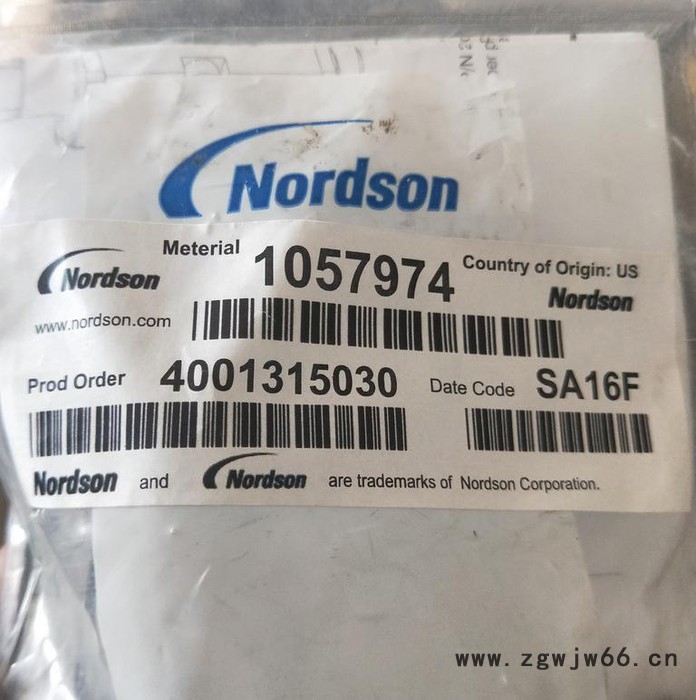 Nordson
Nordson Meterial 1057974 Country of Origin: US
Nordson
www.nordson.com
Prod Order 4001315030 Date Code SA16F
Nordson and Nordson are trademarks of Nordson Corporation.
www.zgwjw66.cn